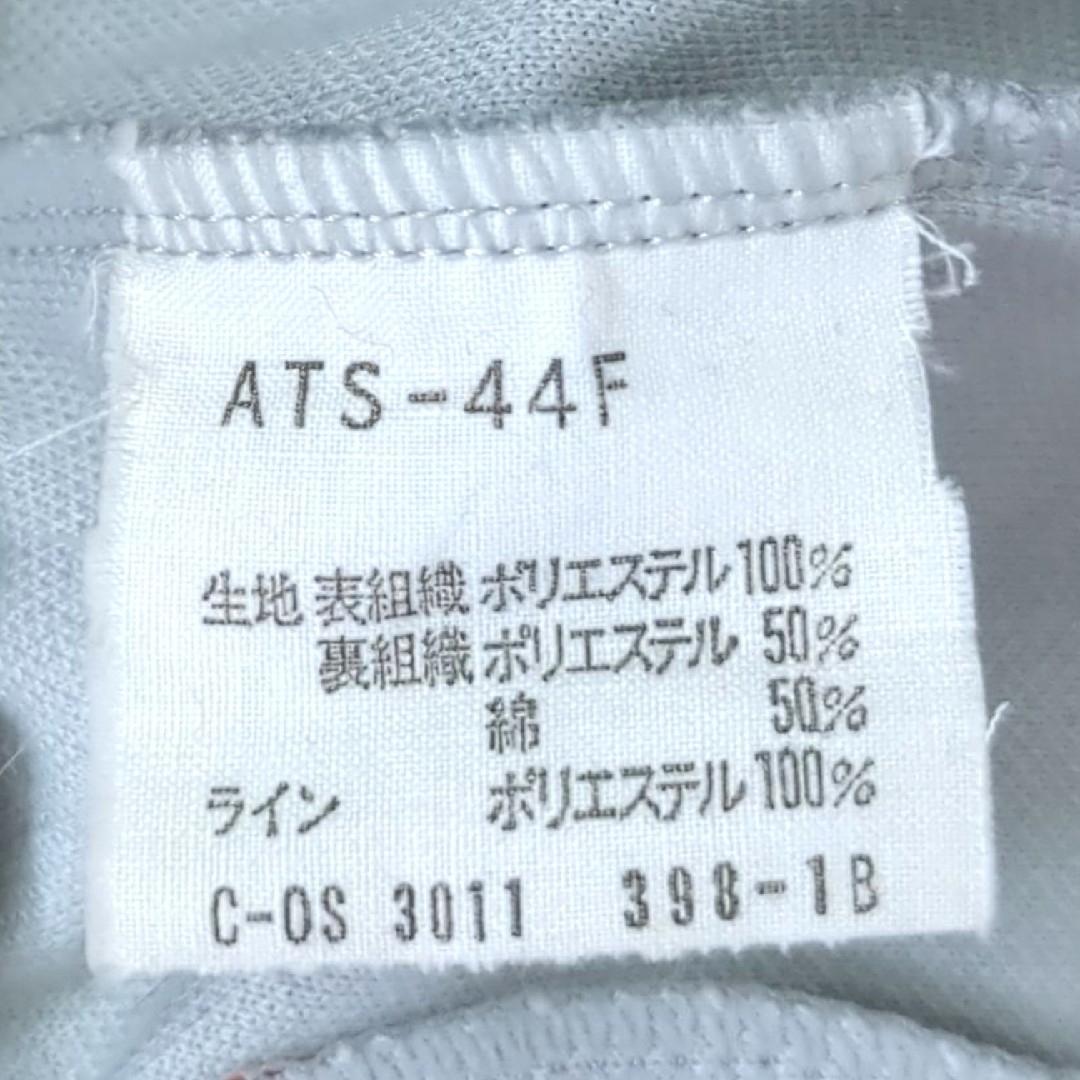 ATS-44F
生地 表組織 ポリエステル 100%
裏組織 ポリエステル 50%
綿 50%
ライン ポリエステル 100%
C-OS 3011 398-1B